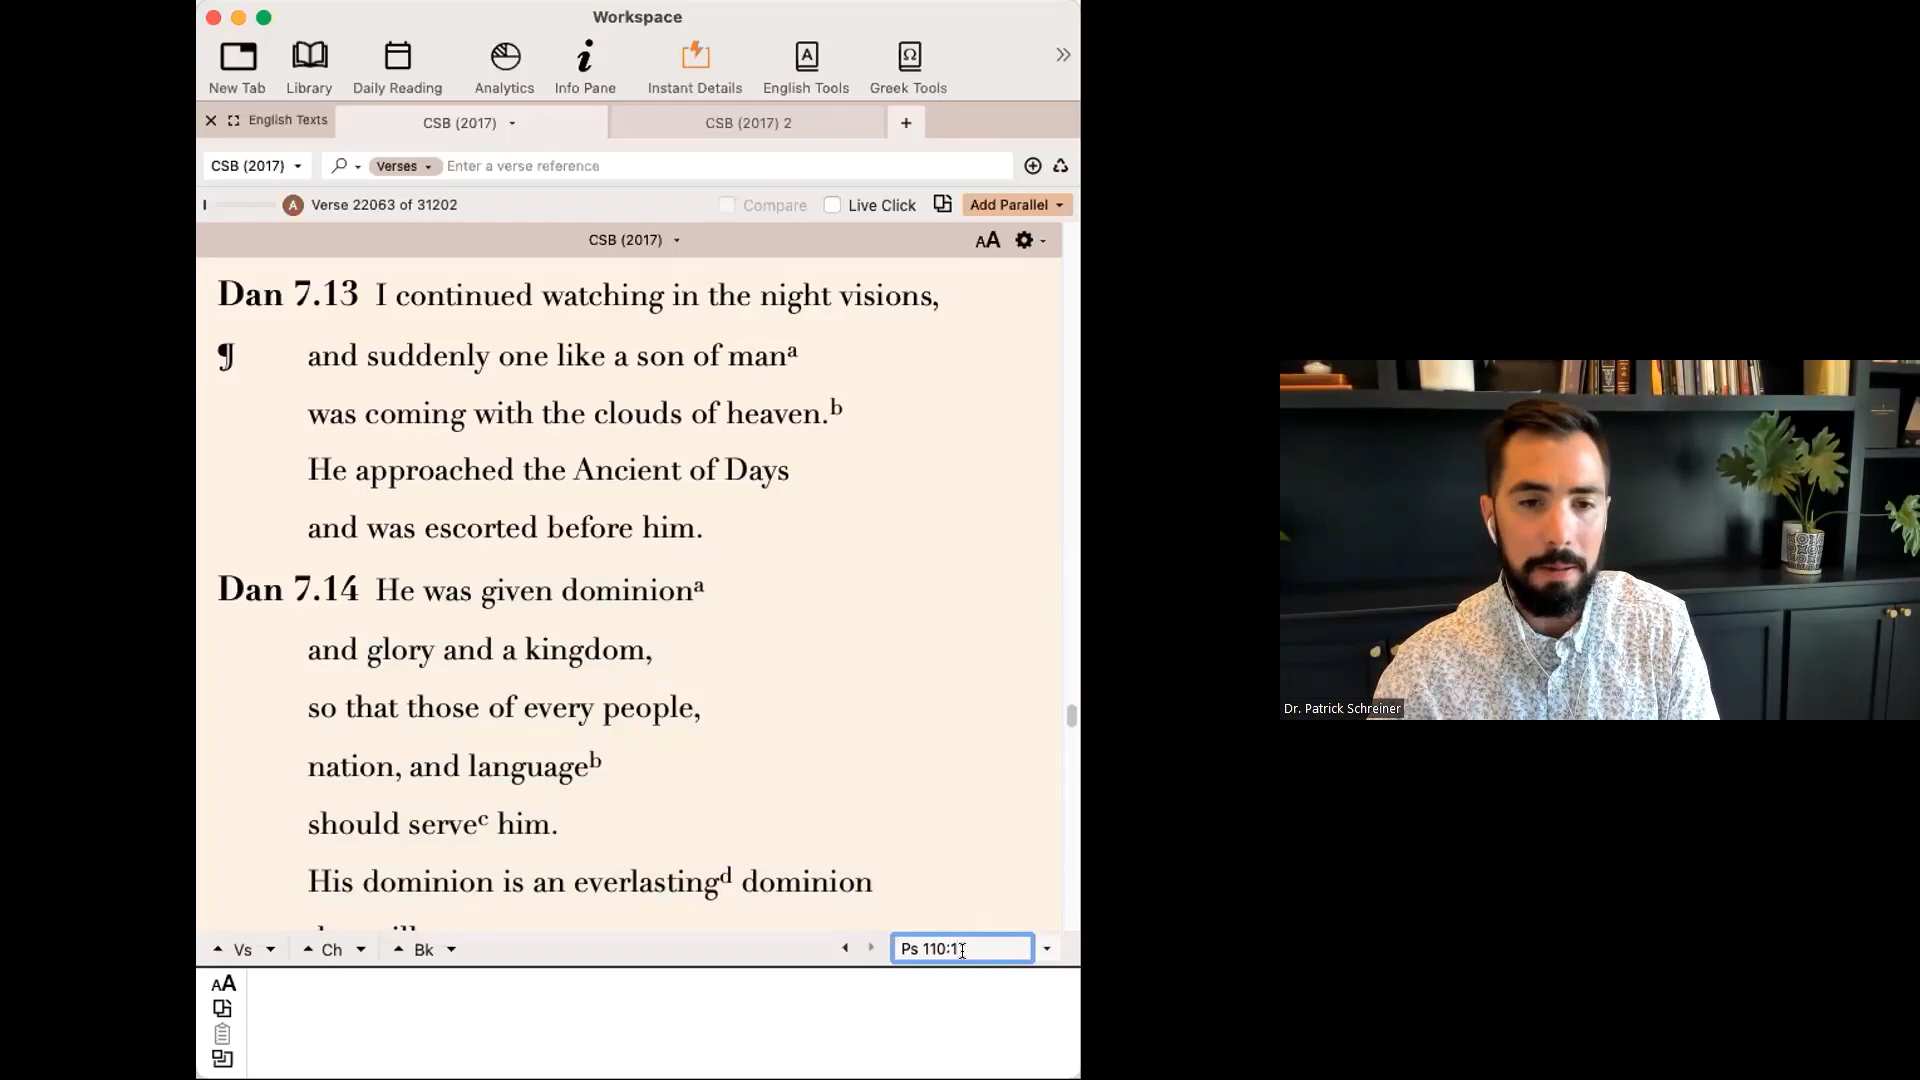 Workspace
New Tab
Library
Daily Reading
Analytics
Info Pane
Instant Details
English Tools
Greek Tools
English Texts
CSB (2017)
CSB (2017) 2
+
CSB (2017)
Verses
Enter a verse reference
A
Verse 22063 of 31202
Compare
Live Click
Add Parallel
CSB (2017)
AA
Dan 7.13 I continued watching in the night visions,
¶ and suddenly one like a son of manᵃ
was coming with the clouds of heaven.ᵇ
He approached the Ancient of Days
and was escorted before him.
Dan 7.14 He was given dominionᵃ
and glory and a kingdom,
so that those of every people,
nation, and languageᵇ
should serveᶜ him.
His dominion is an everlastingᵈ dominion
Vs
Ch
Bk
Ps 110:1
AA
Dr. Patrick Schreiner